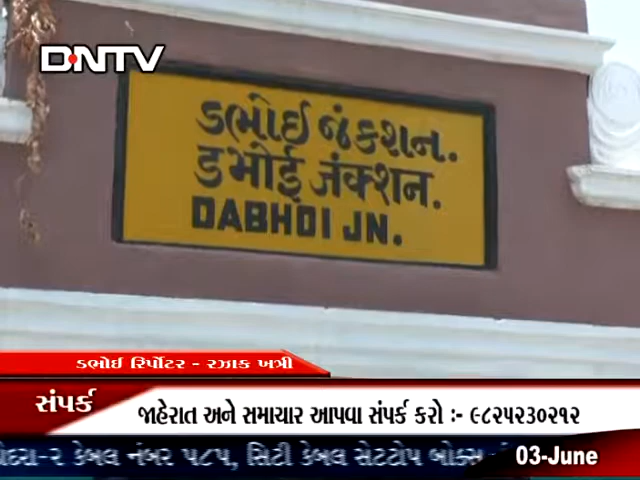 DNTV
ડભોઈ જંકશન.
डभोई जंक्शन.
DABHOI JN.
ડભોઈ રિર્પોટર - રઝાક ખત્રી
સંપર્ક
જાહેરાત અને સમાચાર આપવા સંપર્ક કરો :- ૯૮૨૫૨૩૦૨૧૨
કેબલ નંબર ૫૮૫, સિટી કેબલ સેટટોપ બોક્સ
03-June